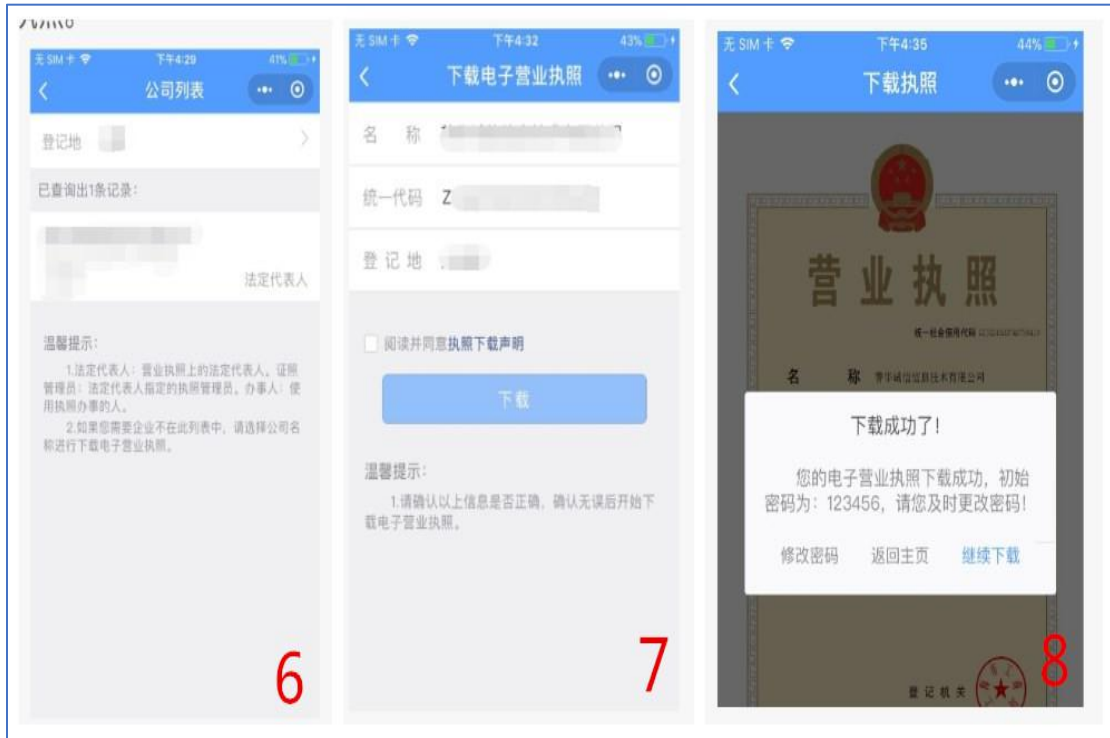 无 SIM 卡 下午4:29 41%
公司列表
登记地
已查询出1条记录：
法定代表人
温馨提示：
1.法定代表人：营业执照上的法定代表人。证照
管理员：法定代表人指定的执照管理员。办事人：使
用执照办事的人。
2.如果您需要企业不在此列表中，请选择公司名
称进行下载电子营业执照。
6
无 SIM 卡 下午4:32 43%
下载电子营业执照
名 称
统一代码 Z
登 记 地
阅读并同意执照下载声明
下载
温馨提示：
1.请确认以上信息是否正确，确认无误后开始下
载电子营业执照。
7
无 SIM 卡 下午4:35 44%
下载执照
营业执照
统一社会信用代码
名 称
下载成功了！
您的电子营业执照下载成功，初始
密码为：123456，请您及时更改密码！
修改密码 返回主页 继续下载
登 记 机 关
8